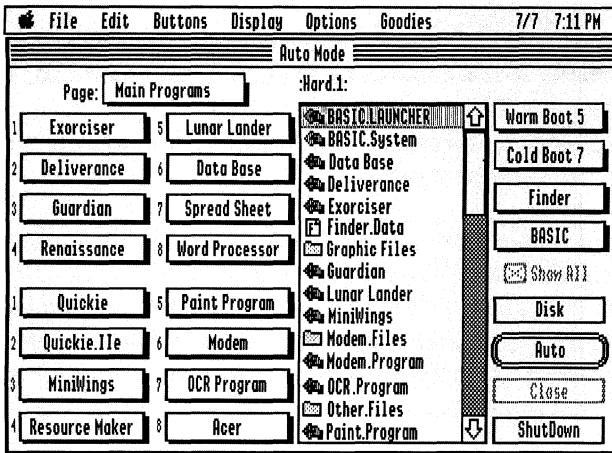 File Edit Buttons Display Options Goodies 7/7 7:11 PM
Auto Mode
Page: Main Programs
1 Exorciser 5 Lunar Lander
2 Deliverance 6 Data Base
3 Guardian 7 Spread Sheet
4 Renaissance 8 Word Processor
1 Quickie 5 Paint Program
2 Quickie.IIe 6 Modem
3 MiniWings 7 OCR Program
4 Resource Maker 8 Acer
:Hard.1:
BASIC.LAUNCHER
BASIC.System
Data Base
Deliverance
Exorciser
Finder.Data
Graphic Files
Guardian
Lunar Lander
MiniWings
Modem.Files
Modem.Program
OCR.Program
Other.Files
Paint.Program
Warm Boot 5
Cold Boot 7
Finder
BASIC
Show All
Disk
Auto
Close
ShutDown